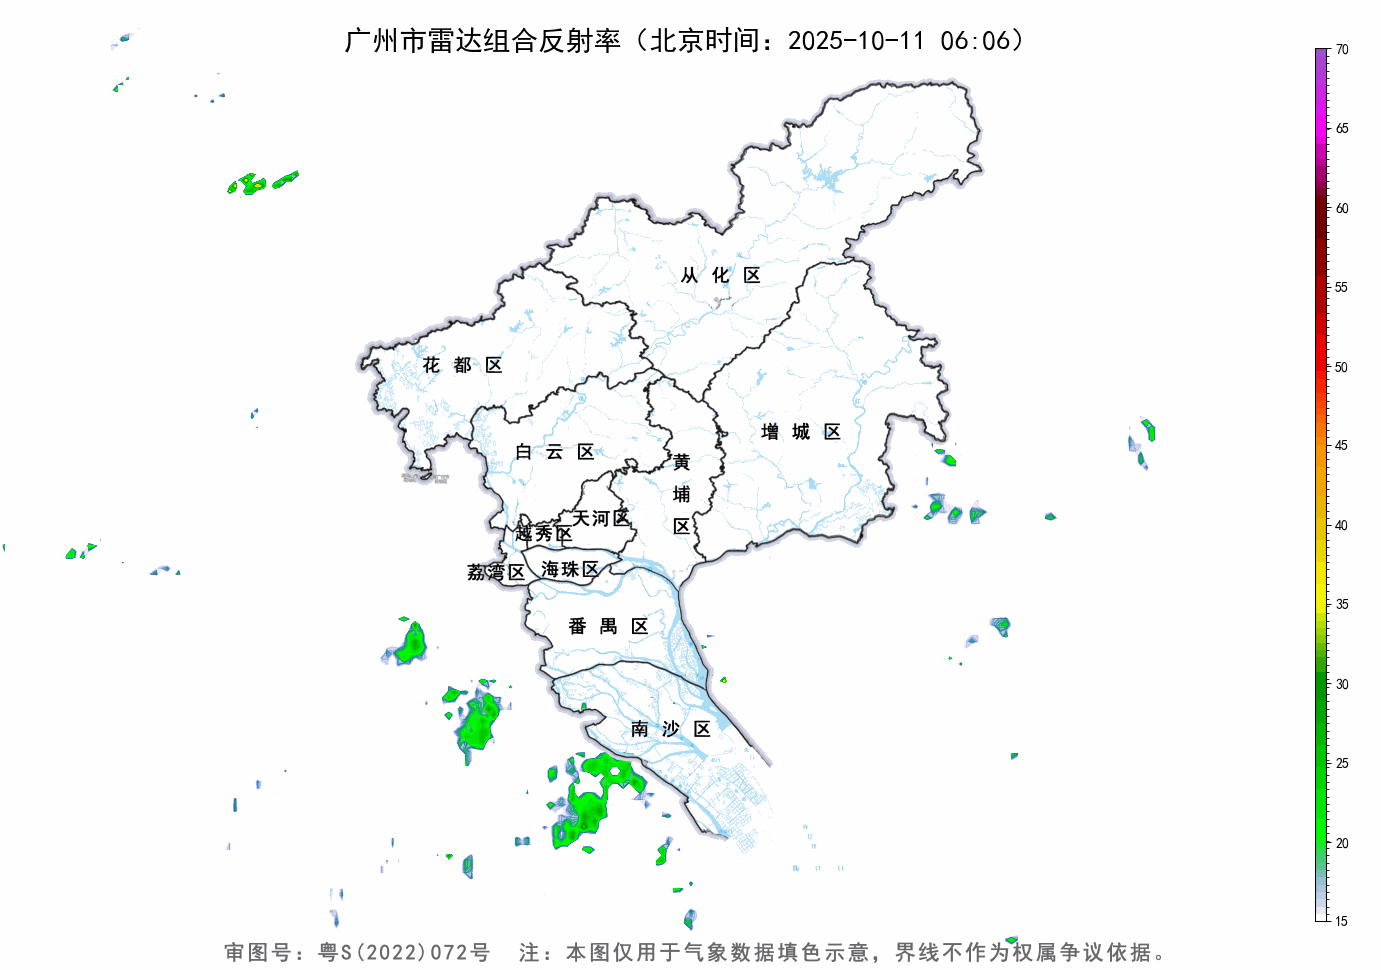 广州市雷达组合反射率（北京时间：2025-10-11 06:06）
70
65
60
55
50
45
40
35
30
25
20
15
从化区
花都区
增城区
白云区
黄埔区
天河区
越秀区
荔湾区
海珠区
番禺区
南沙区
审图号：粤S(2022)072号 注：本图仅用于气象数据填色示意，界线不作为权属争议依据。